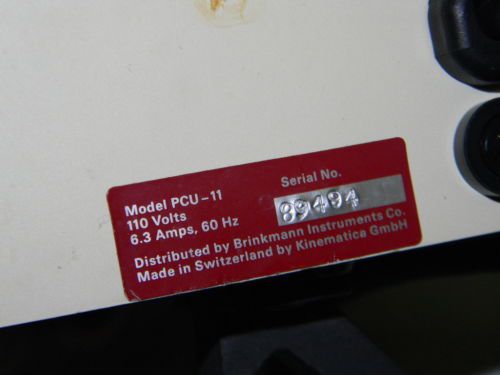 Model PCU-11
110 Volts
6.3 Amps, 60 Hz
Serial No.
89494
Distributed by Brinkmann Instruments Co.
Made in Switzerland by Kinematica GmbH